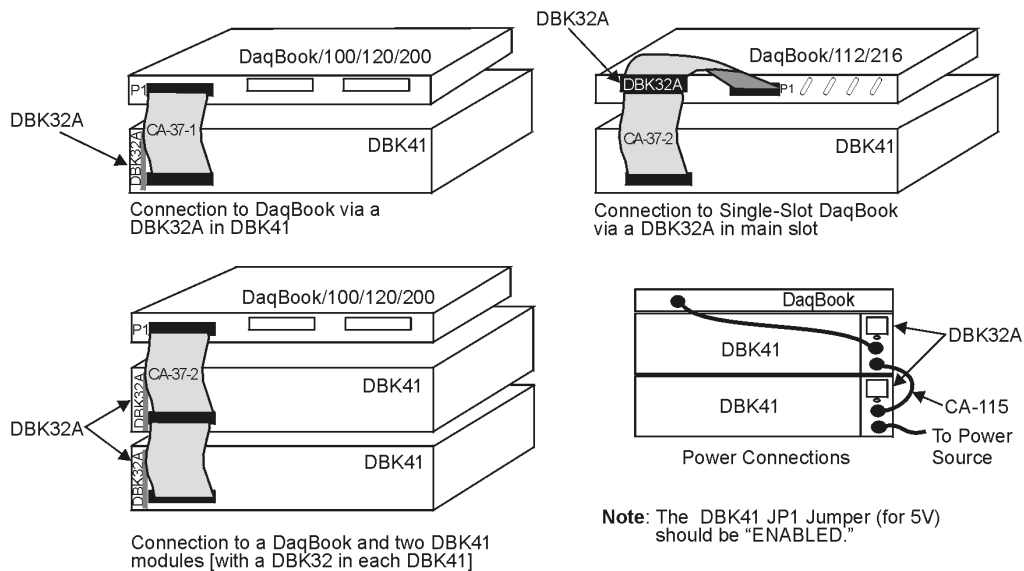 DaqBook/100/120/200
P1
CA-37-1
DBK32A
DBK32A
DBK41
Connection to DaqBook via a
DBK32A in DBK41
DBK32A
DaqBook/112/216
DBK32A
P1
CA-37-2
DBK41
Connection to Single-Slot DaqBook
via a DBK32A in main slot
DaqBook/100/120/200
P1
CA-37-2
DBK32A
DBK41
DBK32A
DBK32A
DBK41
Connection to a DaqBook and two DBK41
modules [with a DBK32 in each DBK41]
DaqBook
DBK41
DBK32A
DBK41
CA-115
To Power
Source
Power Connections
Note: The DBK41 JP1 Jumper (for 5V)
should be “ENABLED.”